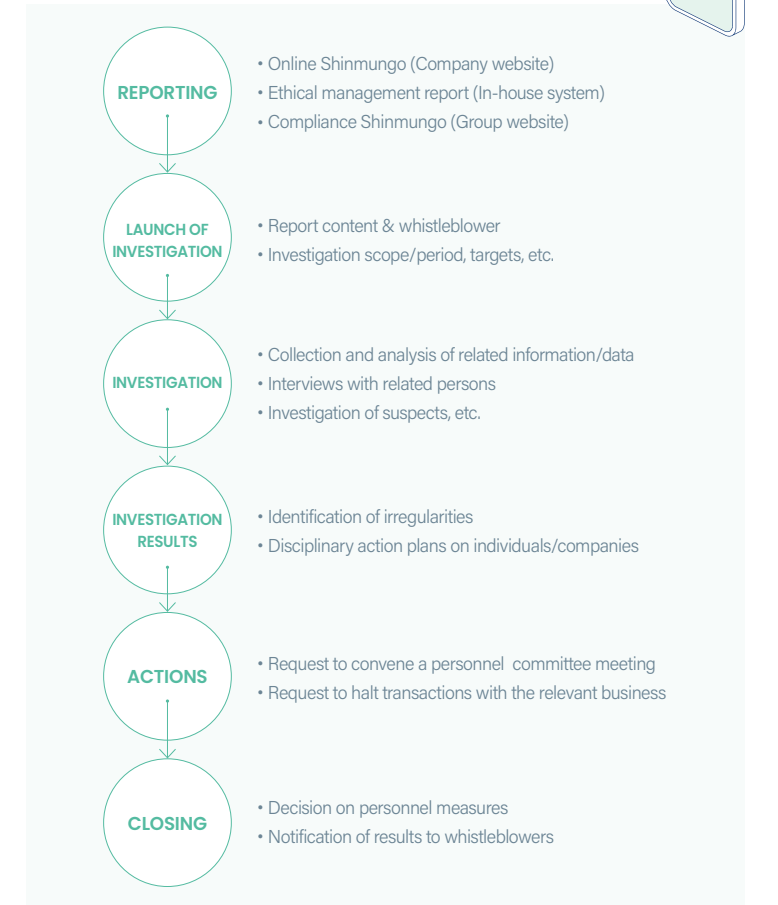 REPORTING
• Online Shinmungo (Company website)
• Ethical management report (In-house system)
• Compliance Shinmungo (Group website)
LAUNCH OF
INVESTIGATION
• Report content & whistleblower
• Investigation scope/period, targets, etc.
INVESTIGATION
• Collection and analysis of related information/data
• Interviews with related persons
• Investigation of suspects, etc.
INVESTIGATION
RESULTS
• Identification of irregularities
• Disciplinary action plans on individuals/companies
ACTIONS
• Request to convene a personnel  committee meeting
• Request to halt transactions with the relevant business
CLOSING
• Decision on personnel measures
• Notification of results to whistleblowers